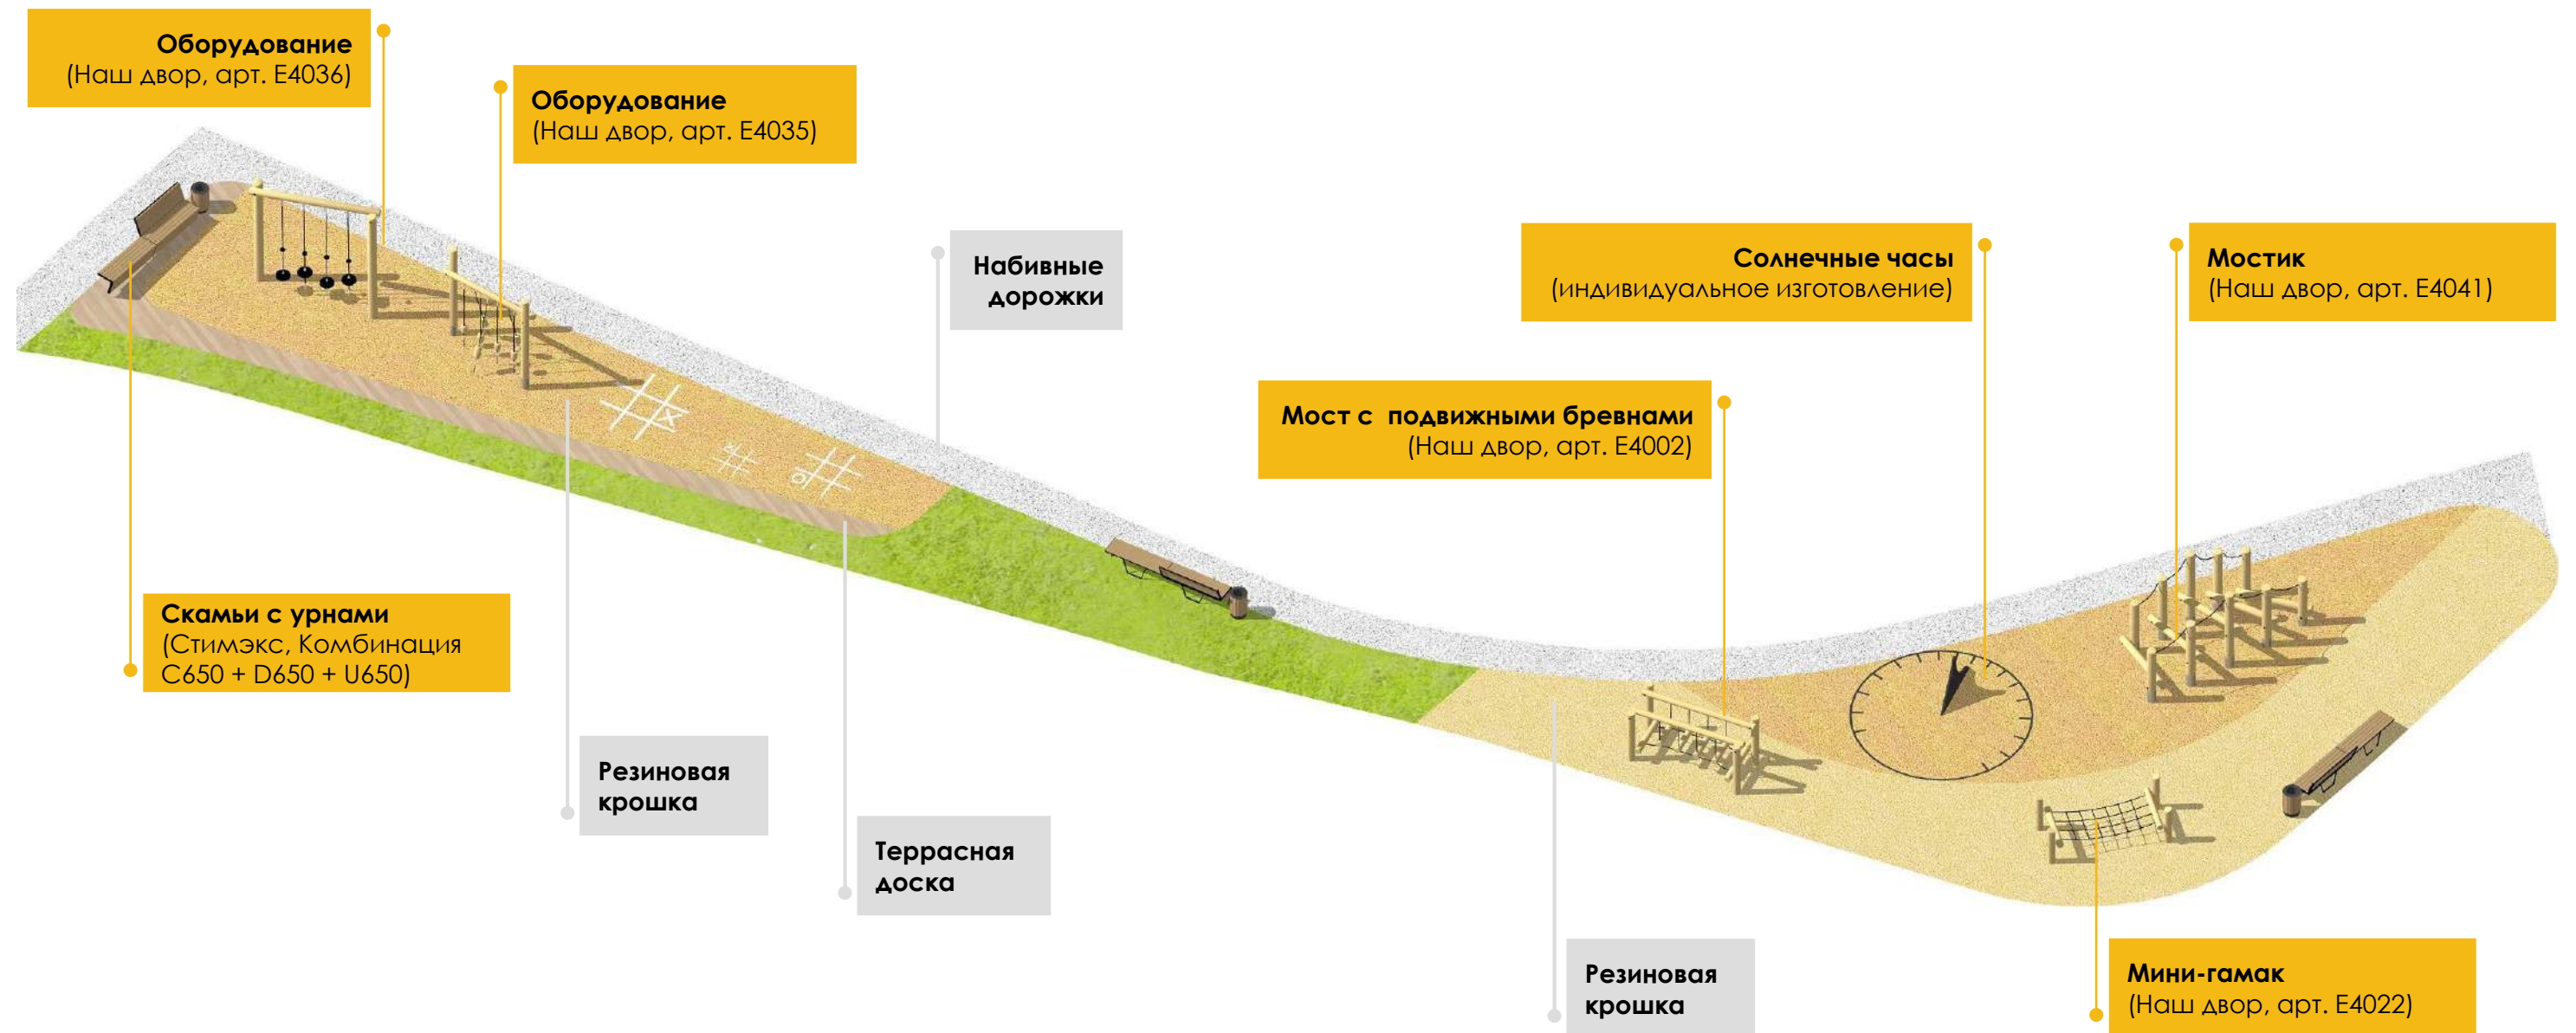 Оборудование
(Наш двор, арт. Е4036)
Оборудование
(Наш двор, арт. Е4035)
Набивные
дорожки
Солнечные часы
(индивидуальное изготовление)
Мостик
(Наш двор, арт. Е4041)
Мост с  подвижными бревнами
(Наш двор, арт. Е4002)
Скамьи с урнами
(Стимэкс, Комбинация
C650 + D650 + U650)
Резиновая
крошка
Террасная
доска
Резиновая
крошка
Мини-гамак
(Наш двор, арт. Е4022)